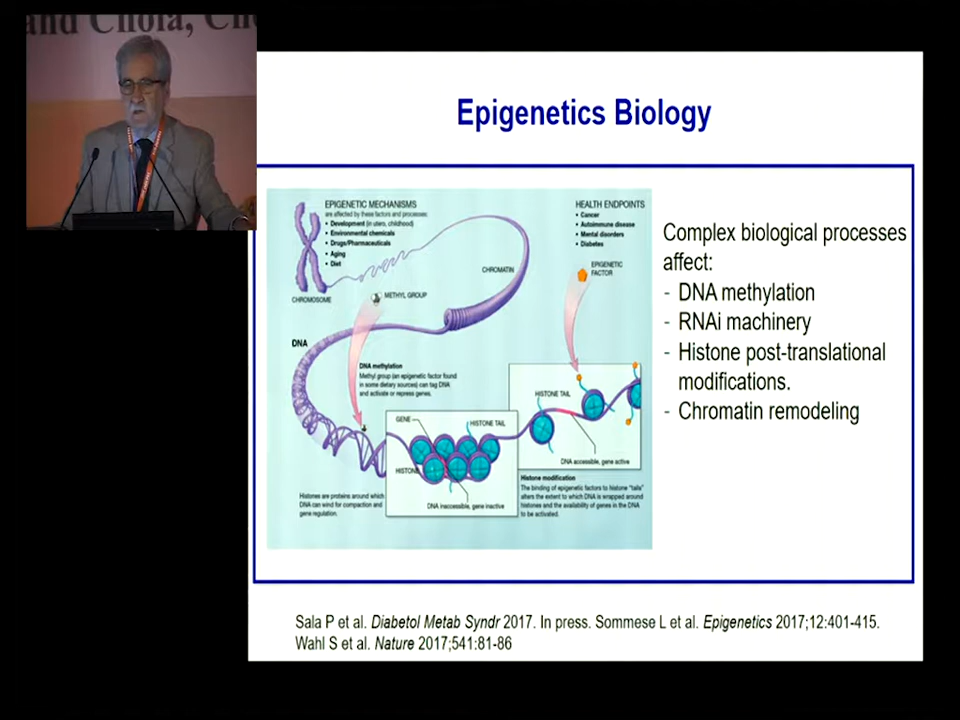 and Chola, Che
Epigenetics Biology
EPIGENETIC MECHANISMS
are affected by these factors and processes:
• Development (in utero, childhood)
• Environmental chemicals
• Drugs/Pharmaceuticals
• Aging
• Diet
HEALTH ENDPOINTS
• Cancer
• Autoimmune disease
• Mental disorders
• Diabetes
EPIGENETIC
FACTOR
CHROMATIN
CHROMOSOME
METHYL GROUP
DNA
DNA methylation
Methyl group (an epigenetic factor found
in some dietary sources) can tag DNA
and activate or repress genes.
GENE
HISTONE TAIL
HISTONE TAIL
HISTONE
DNA accessible, gene active
DNA inaccessible, gene inactive
Histones are proteins around which
DNA can wind for compaction and
gene regulation.
Histone modification
The binding of epigenetic factors to histone "tails"
alters the extent to which DNA is wrapped around
histones and the availability of genes in the DNA
to be activated.
Complex biological processes
affect:
- DNA methylation
- RNAi machinery
- Histone post-translational
modifications.
- Chromatin remodeling
Sala P et al. Diabetol Metab Syndr 2017. In press. Sommese L et al. Epigenetics 2017;12:401-415.
Wahl S et al. Nature 2017;541:81-86